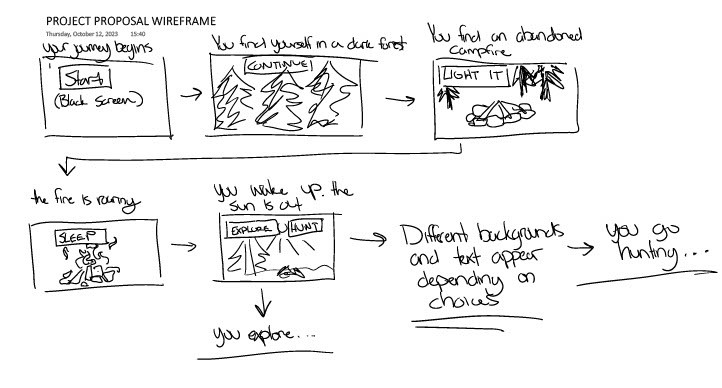 PROJECT PROPOSAL WIREFRAME
Thursday, October 12, 2023 15:40
your journey begins
Start
(Black Screen)
You find yourself in a dark forest
CONTINUE
You find an abandoned
campfire
LIGHT IT
the fire is roaring
SLEEP
you wake up. the
sun is out
EXPLORE
HUNT
Different backgrounds
and text appear
depending on
choices
you go
hunting...
you explore...